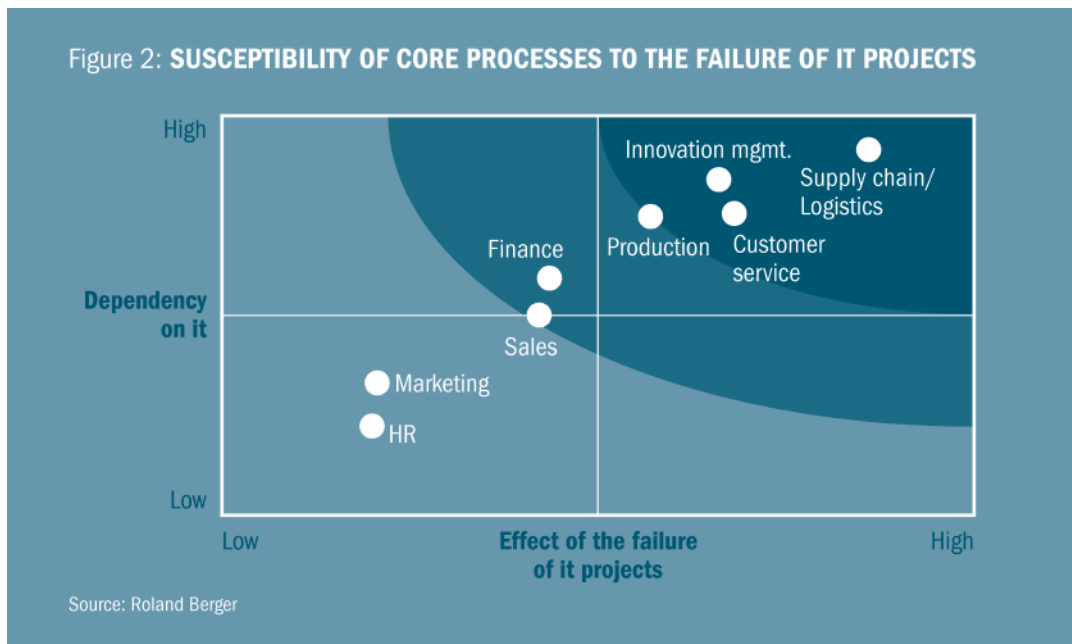 Figure 2: SUSCEPTIBILITY OF CORE PROCESSES TO THE FAILURE OF IT PROJECTS
High
Innovation mgmt.
Supply chain/
Logistics
Finance
Production
Customer
service
Dependency
on it
Sales
Marketing
HR
Low
Low
Effect of the failure
of it projects
High
Source: Roland Berger